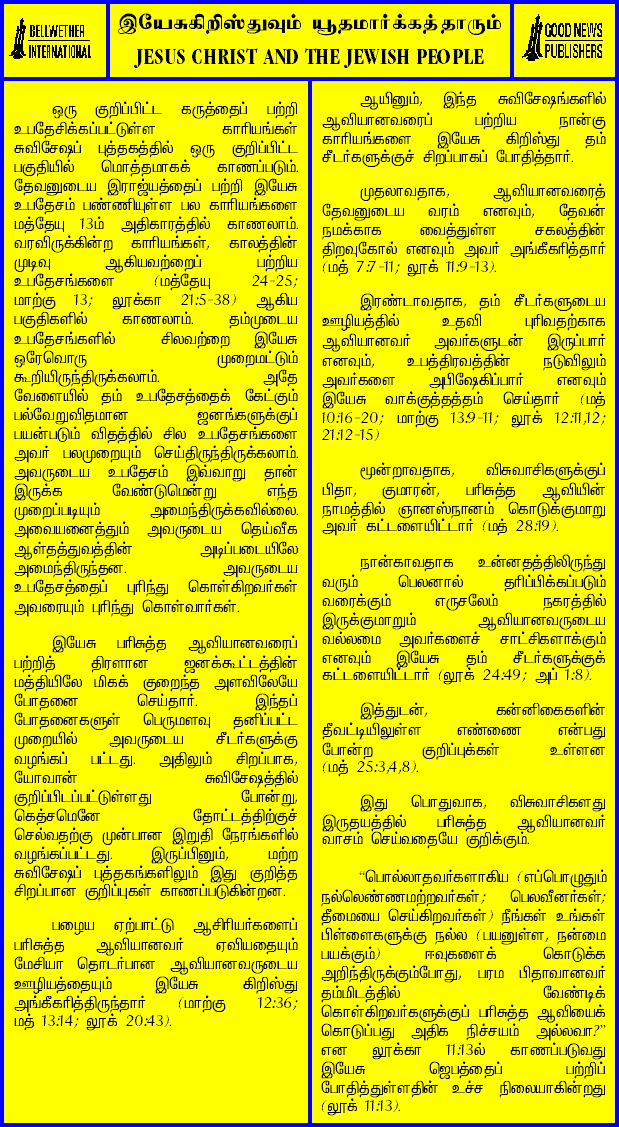 BELLWETHER
INTERNATIONAL
இயேசுகிறிஸ்துவும் யூதமார்க்கத்தாரும்
JESUS CHRIST AND THE JEWISH PEOPLE
GOOD NEWS
PUBLISHERS
ஒரு குறிப்பிட்ட கருத்தைப் பற்றி
உபதேசிக்கப்பட்டுள்ள காரியங்கள்
சுவிசேஷப் புத்தகத்தில் ஒரு குறிப்பிட்ட
பகுதியில் மொத்தமாகக் காணப்படும்.
தேவனுடைய இராஜ்யத்தைப் பற்றி இயேசு
உபதேசம் பண்ணியுள்ள பல காரியங்களை
மத்தேயு 13ம் அதிகாரத்தில் காணலாம்.
வரவிருக்கின்ற காரியங்கள், காலத்தின்
முடிவு ஆகியவற்றைப் பற்றிய
உபதேசங்களை (மத்தேயு 24-25;
மாற்கு 13; லூக்கா 21:5-38) ஆகிய
பகுதிகளில் காணலாம். தம்முடைய
உபதேசங்களில் சிலவற்றை இயேசு
ஒரேவொரு முறைமட்டும்
கூறியிருந்திருக்கலாம். அதே
வேளையில் தம் உபதேசத்தைக் கேட்கும்
பல்வேறுவிதமான ஜனங்களுக்குப்
பயன்படும் விதத்தில் சில உபதேசங்களை
அவர் பலமுறையும் செய்திருந்திருக்கலாம்.
அவருடைய உபதேசம் இவ்வாறு தான்
இருக்க வேண்டுமென்று எந்த
முறைப்படியும் அமைந்திருக்கவில்லை.
அவையனைத்தும் அவருடைய தெய்வீக
ஆள்தத்துவத்தின் அடிப்படையிலே
அமைந்திருந்தன. அவருடைய
உபதேசத்தைப் புரிந்து கொள்கிறவர்கள்
அவரையும் புரிந்து கொள்வார்கள்.
இயேசு பரிசுத்த ஆவியானவரைப்
பற்றித் திரளான ஜனக்கூட்டத்தின்
மத்தியிலே மிகக் குறைந்த அளவிலேயே
போதனை செய்தார். இந்தப்
போதனைகளுள் பெருமளவு தனிப்பட்ட
முறையில் அவருடைய சீடர்களுக்கு
வழங்கப் பட்டது. அதிலும் சிறப்பாக,
யோவான் சுவிசேஷத்தில்
குறிப்பிடப்பட்டுள்ளது போன்று,
கெத்சமெனே தோட்டத்திற்குச்
செல்வதற்கு முன்பான இறுதி நேரங்களில்
வழங்கப்பட்டது. இருப்பினும், மற்ற
சுவிசேஷப் புத்தகங்களிலும் இது குறித்த
சிறப்பான குறிப்புகள் காணப்படுகின்றன.
பழைய ஏற்பாட்டு ஆசிரியர்களைப்
பரிசுத்த ஆவியானவர் ஏவியதையும்
மேசியா தொடர்பான ஆவியானவருடைய
ஊழியத்தையும் இயேசு கிறிஸ்து
அங்கீகரித்திருந்தார் (மாற்கு 12:36;
மத் 13:14; லூக் 20:43).
ஆயினும், இந்த சுவிசேஷங்களில்
ஆவியானவரைப் பற்றிய நான்கு
காரியங்களை இயேசு கிறிஸ்து தம்
சீடர்களுக்குச் சிறப்பாகப் போதித்தார்.
முதலாவதாக, ஆவியானவரைத்
தேவனுடைய வரம் எனவும், தேவன்
நமக்காக வைத்துள்ள சகலத்தின்
திறவுகோல் எனவும் அவர் அங்கீகரித்தார்
(மத் 7:7-11; லூக் 11:9-13).
இரண்டாவதாக, தம் சீடர்களுடைய
ஊழியத்தில் உதவி புரிவதற்காக
ஆவியானவர் அவர்களுடன் இருப்பார்
எனவும், உபத்திரவத்தின் நடுவிலும்
அவர்களை அபிஷேகிப்பார் எனவும்
இயேசு வாக்குத்தத்தம் செய்தார் (மத்
10:16-20; மாற்கு 13:9-11; லூக் 12:11,12;
21:12-15)
மூன்றாவதாக, விசுவாசிகளுக்குப்
பிதா, குமாரன், பரிசுத்த ஆவியின்
நாமத்தில் ஞானஸ்நானம் கொடுக்குமாறு
அவர் கட்டளையிட்டார் (மத் 28:19).
நான்காவதாக உன்னதத்திலிருந்து
வரும் பெலனால் தரிப்பிக்கப்படும்
வரைக்கும் எருசலேம் நகரத்தில்
இருக்குமாறும் ஆவியானவருடைய
வல்லமை அவர்களைச் சாட்சிகளாக்கும்
எனவும் இயேசு தம் சீடர்களுக்குக்
கட்டளையிட்டார் (லூக் 24:49; அப் 1:8).
இத்துடன், கன்னிகைகளின்
தீவட்டியிலுள்ள எண்ணை என்பது
போன்ற குறிப்புக்கள் உள்ளன
(மத் 25:3,4,8).
இது பொதுவாக, விசுவாசிகளது
இருதயத்தில் பரிசுத்த ஆவியானவர்
வாசம் செய்வதையே குறிக்கும்.
“பொல்லாதவர்களாகிய (எப்பொழுதும்
நல்லெண்ணமற்றவர்கள்; பெலவீனர்கள்;
தீமையை செய்கிறவர்கள்) நீங்கள் உங்கள்
பிள்ளைகளுக்கு நல்ல (பயனுள்ள, நன்மை
பயக்கும்) ஈவுகளைக் கொடுக்க
அறிந்திருக்கும்போது, பரம பிதாவானவர்
தம்மிடத்தில் வேண்டிக்
கொள்கிறவர்களுக்குப் பரிசுத்த ஆவியைக்
கொடுப்பது அதிக நிச்சயம் அல்லவா?”
என லூக்கா 11:13ல் காணப்படுவது
இயேசு ஜெபத்தைப் பற்றிப்
போதித்துள்ளதின் உச்ச நிலையாகின்றது
(லூக் 11:13).